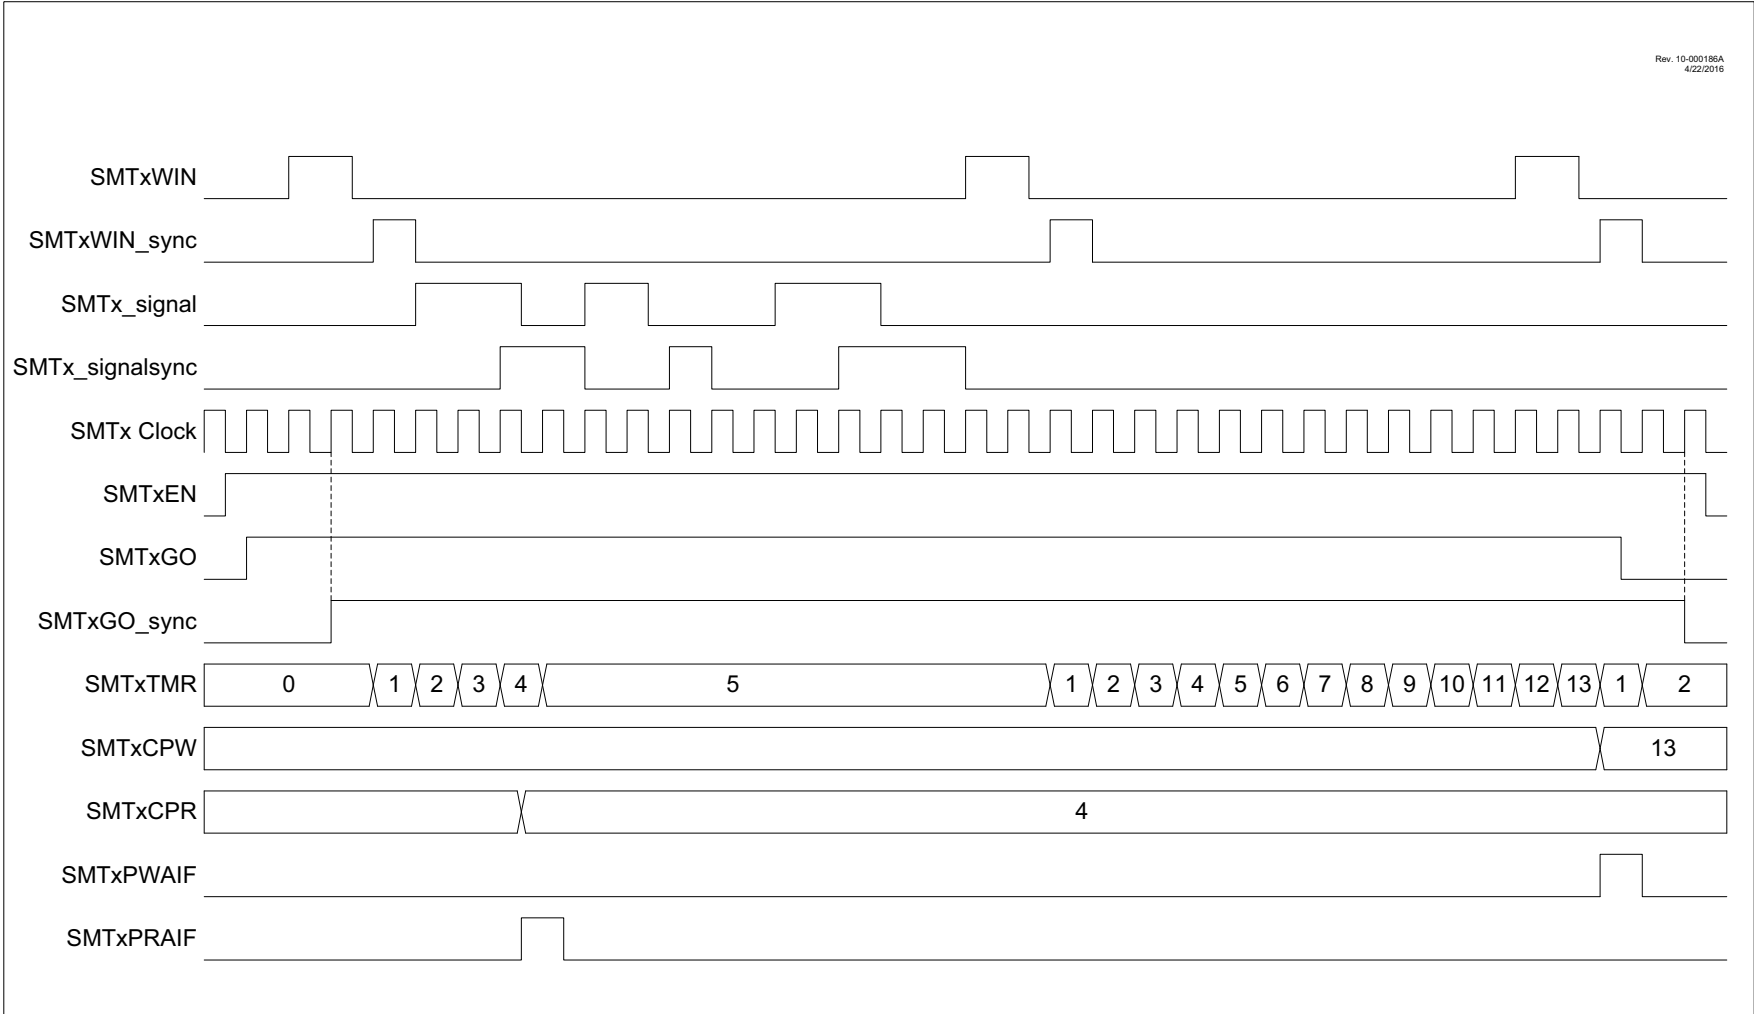 Rev. 10-000186A
4/22/2016
SMTxWIN
SMTxWIN_sync
SMTx_signal
SMTx_signalsync
SMTx Clock
SMTxEN
SMTxGO
SMTxGO_sync
SMTxTMR 0 1 2 3 4 5 1 2 3 4 5 6 7 8 9 10 11 12 13 1 2
SMTxCPW 13
SMTxCPR 4
SMTxPWAIF
SMTxPRAIF